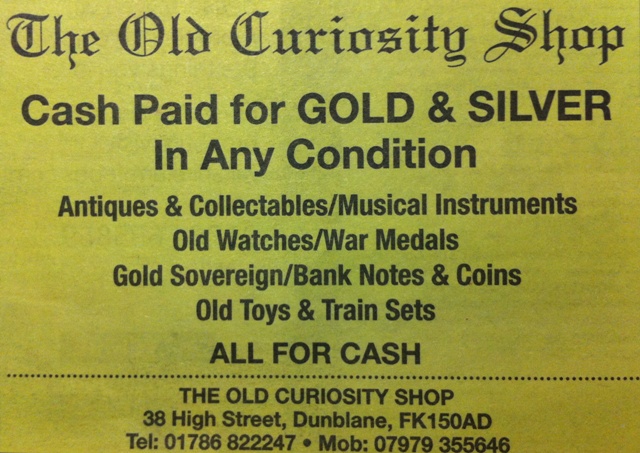 The Old Curiosity Shop
Cash Paid for GOLD & SILVER
In Any Condition
Antiques & Collectables/Musical Instruments
Old Watches/War Medals
Gold Sovereign/Bank Notes & Coins
Old Toys & Train Sets
ALL FOR CASH
THE OLD CURIOSITY SHOP
38 High Street, Dunblane, FK150AD
Tel: 01786 822247 • Mob: 07979 355646